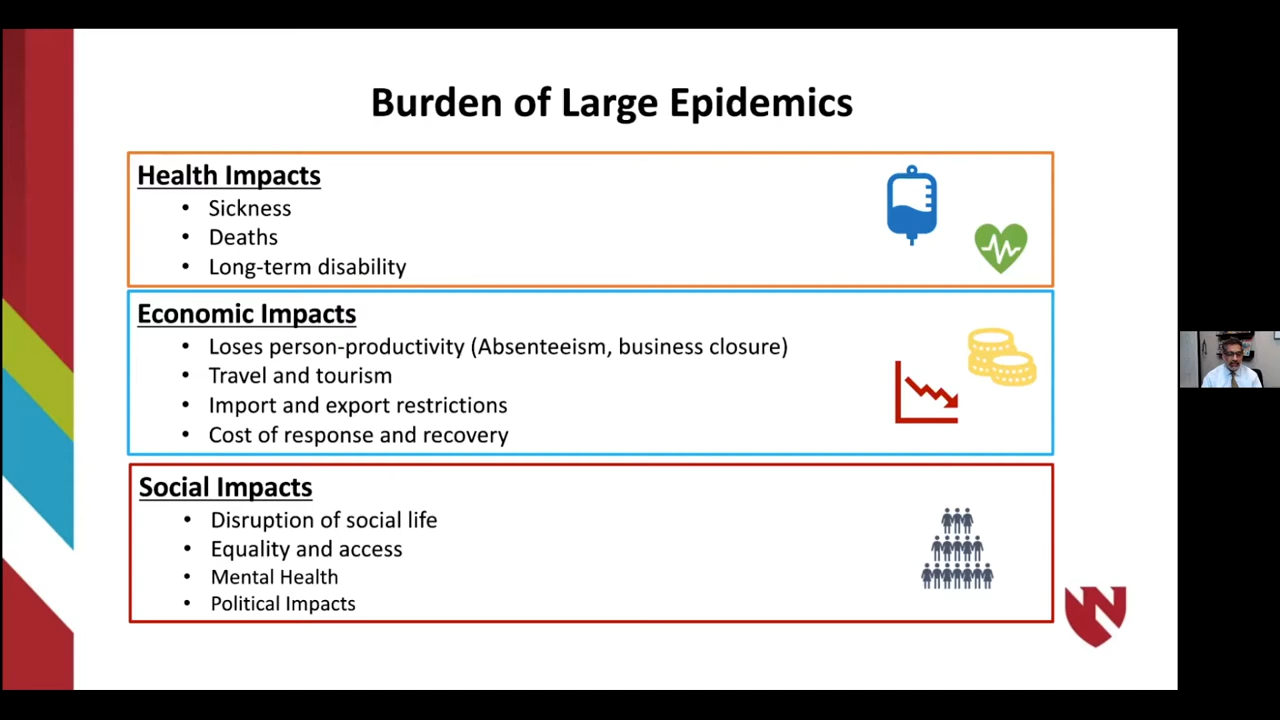 Burden of Large Epidemics
Health Impacts
• Sickness
• Deaths
• Long-term disability
Economic Impacts
• Loses person-productivity (Absenteeism, business closure)
• Travel and tourism
• Import and export restrictions
• Cost of response and recovery
Social Impacts
• Disruption of social life
• Equality and access
• Mental Health
• Political Impacts